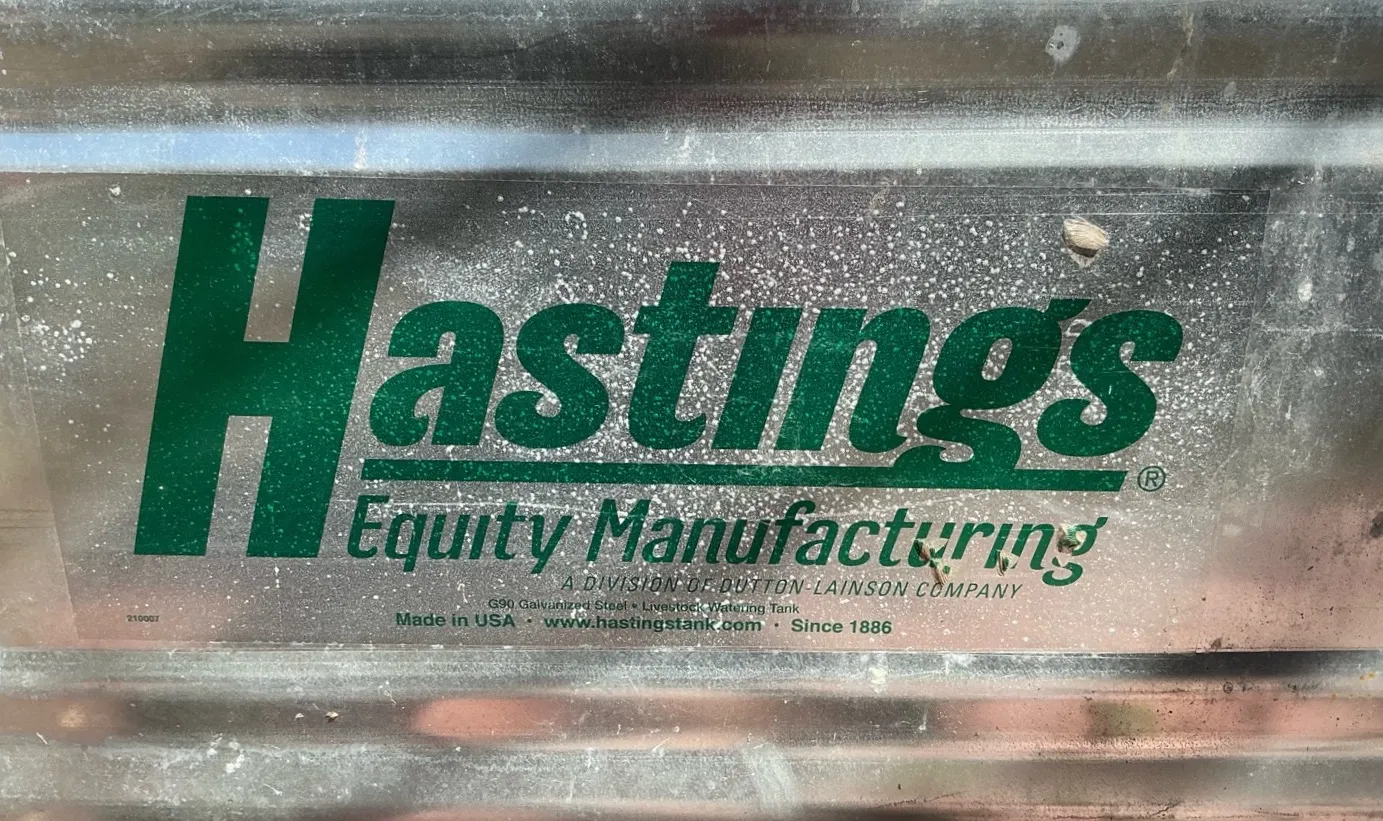 Hastings®
Equity Manufacturing
A DIVISION OF DUTTON-LAINSON COMPANY
G90 Galvanized Steel • Livestock Watering Tank
210007
Made in USA • www.hastingstank.com • Since 1886